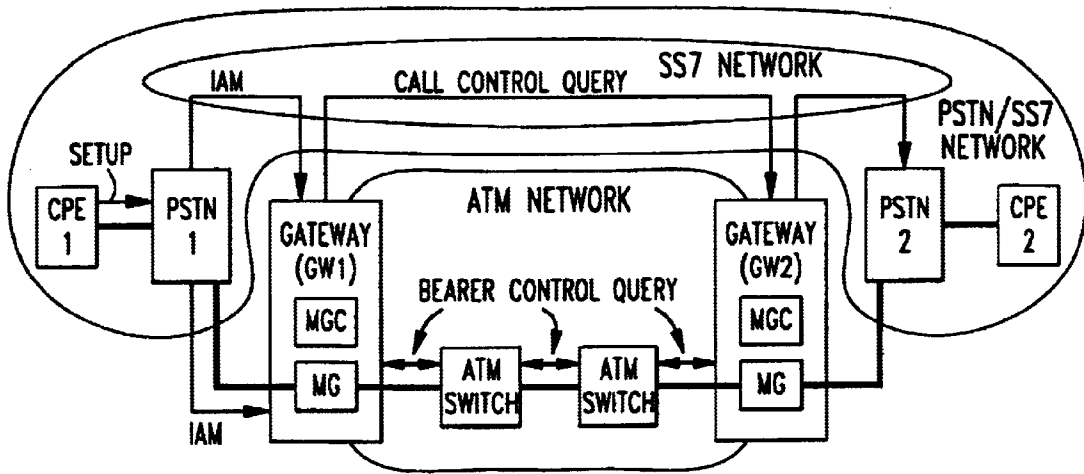 SS7 NETWORK
IAM
CALL CONTROL QUERY
PSTN/SS7
NETWORK
SETUP
CPE
1
PSTN
1
ATM NETWORK
GATEWAY
(GW1)
GATEWAY
(GW2)
PSTN
2
CPE
2
BEARER CONTROL QUERY
MGC
MGC
MG
ATM
SWITCH
ATM
SWITCH
MG
IAM